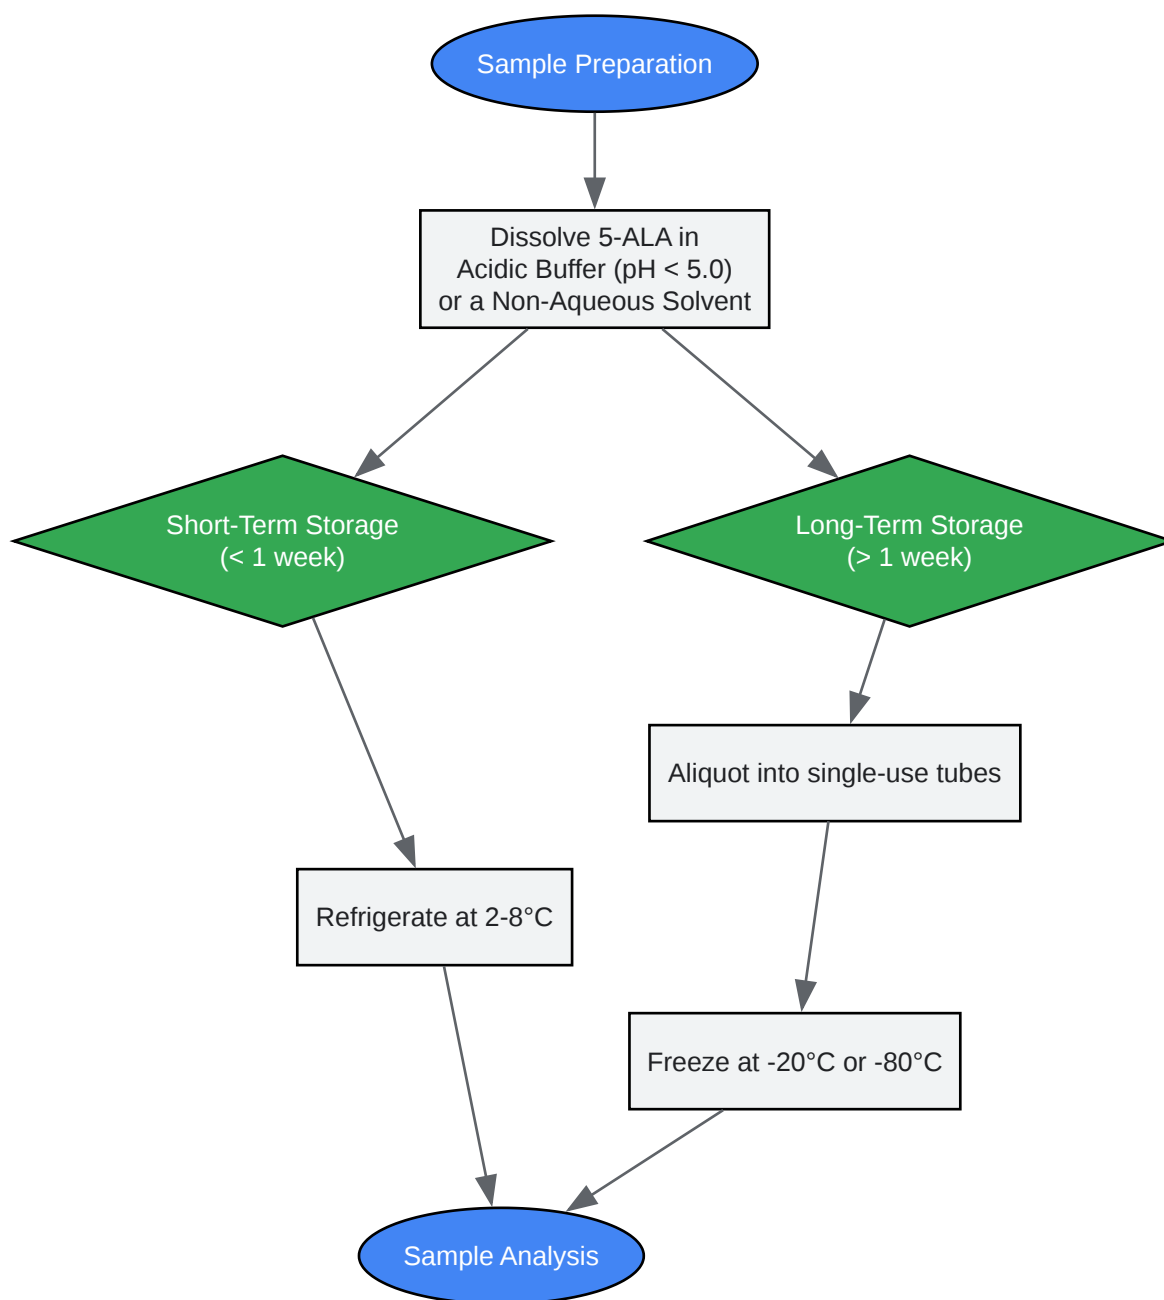 Sample Preparation
Dissolve 5-ALA in
Acidic Buffer (pH < 5.0)
or a Non-Aqueous Solvent
Short-Term Storage
(< 1 week)
Long-Term Storage
(> 1 week)
Aliquot into single-use tubes
Refrigerate at 2-8°C
Freeze at -20°C or -80°C
Sample Analysis